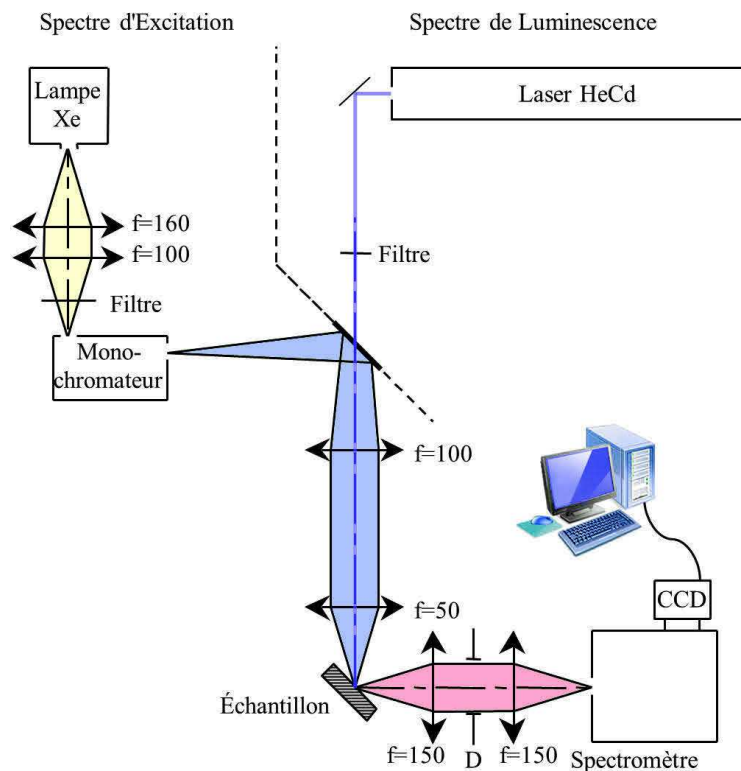 Spectre d'Excitation
Spectre de Luminescence
Lampe
Xe
Laser HeCd
f=160
f=100
Filtre
Filtre
Mono-
chromateur
f=100
f=50
CCD
Échantillon
f=150
D
f=150
Spectromètre